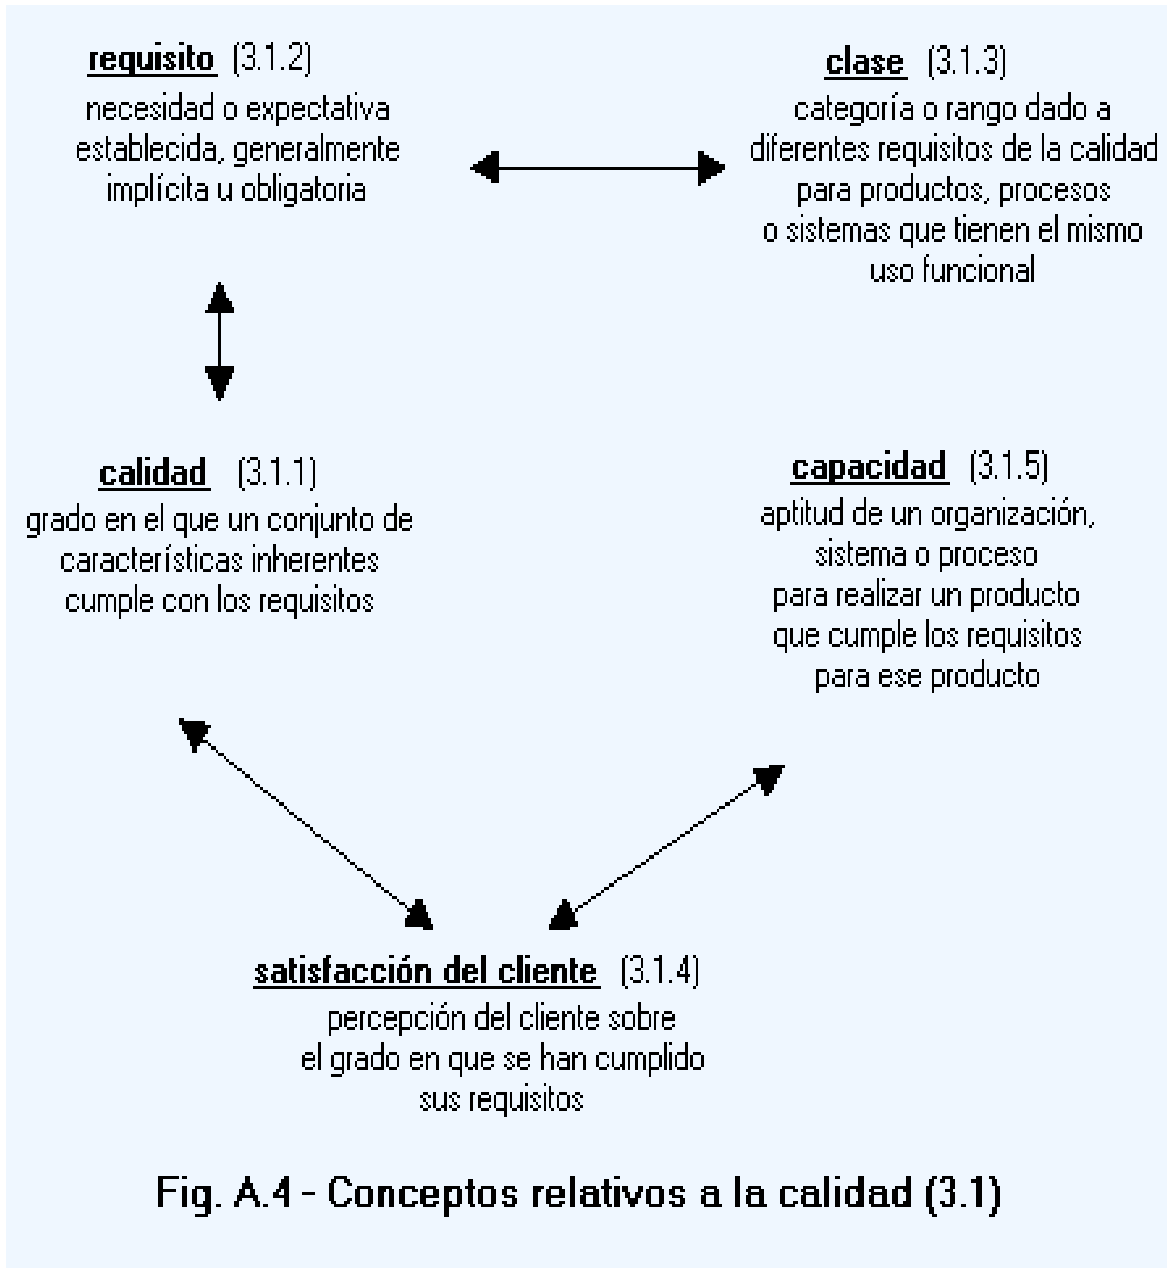 requisito (3.1.2)
necesidad o expectativa
establecida, generalmente
implícita u obligatoria
clase (3.1.3)
categoría o rango dado a
diferentes requisitos de la calidad
para productos, procesos
o sistemas que tienen el mismo
uso funcional
calidad (3.1.1)
grado en el que un conjunto de
características inherentes
cumple con los requisitos
capacidad (3.1.5)
aptitud de un organización,
sistema o proceso
para realizar un producto
que cumple los requisitos
para ese producto
satisfacción del cliente (3.1.4)
percepción del cliente sobre
el grado en que se han cumplido
sus requisitos
Fig. A.4 - Conceptos relativos a la calidad (3.1)